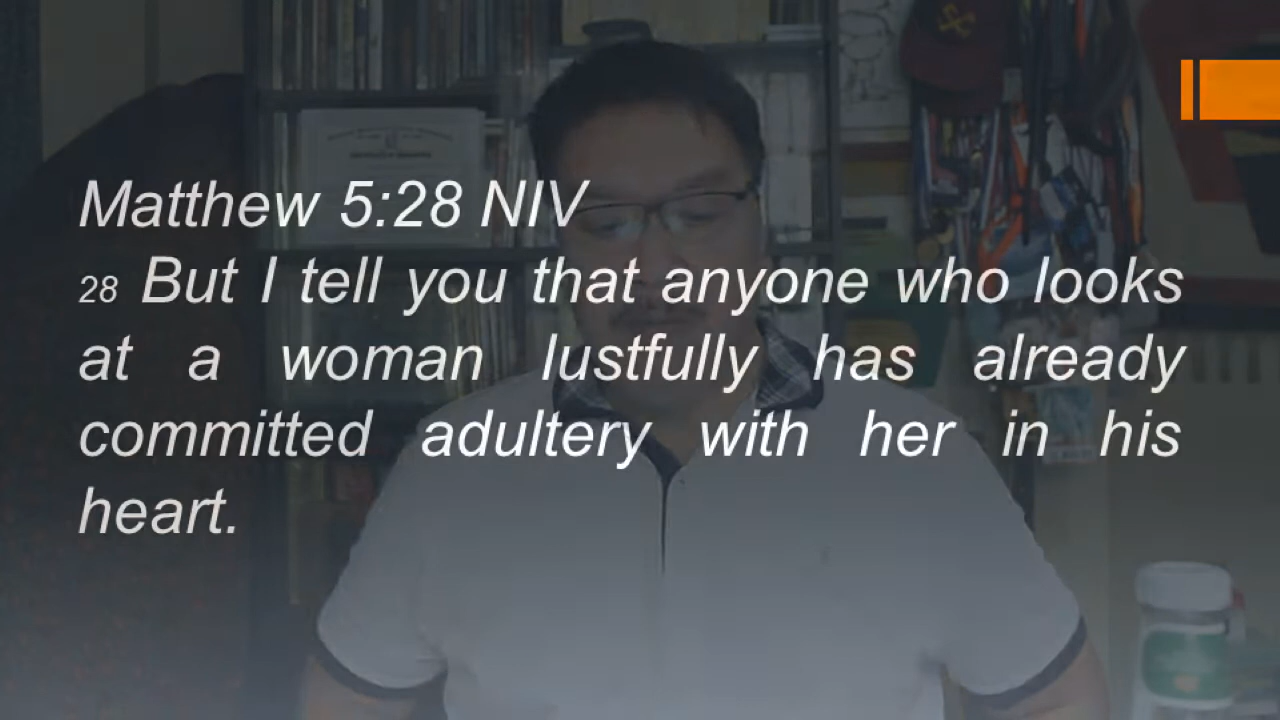 Matthew 5:28 NIV
28 But I tell you that anyone who looks
at a woman lustfully has already
committed adultery with her in his
heart.